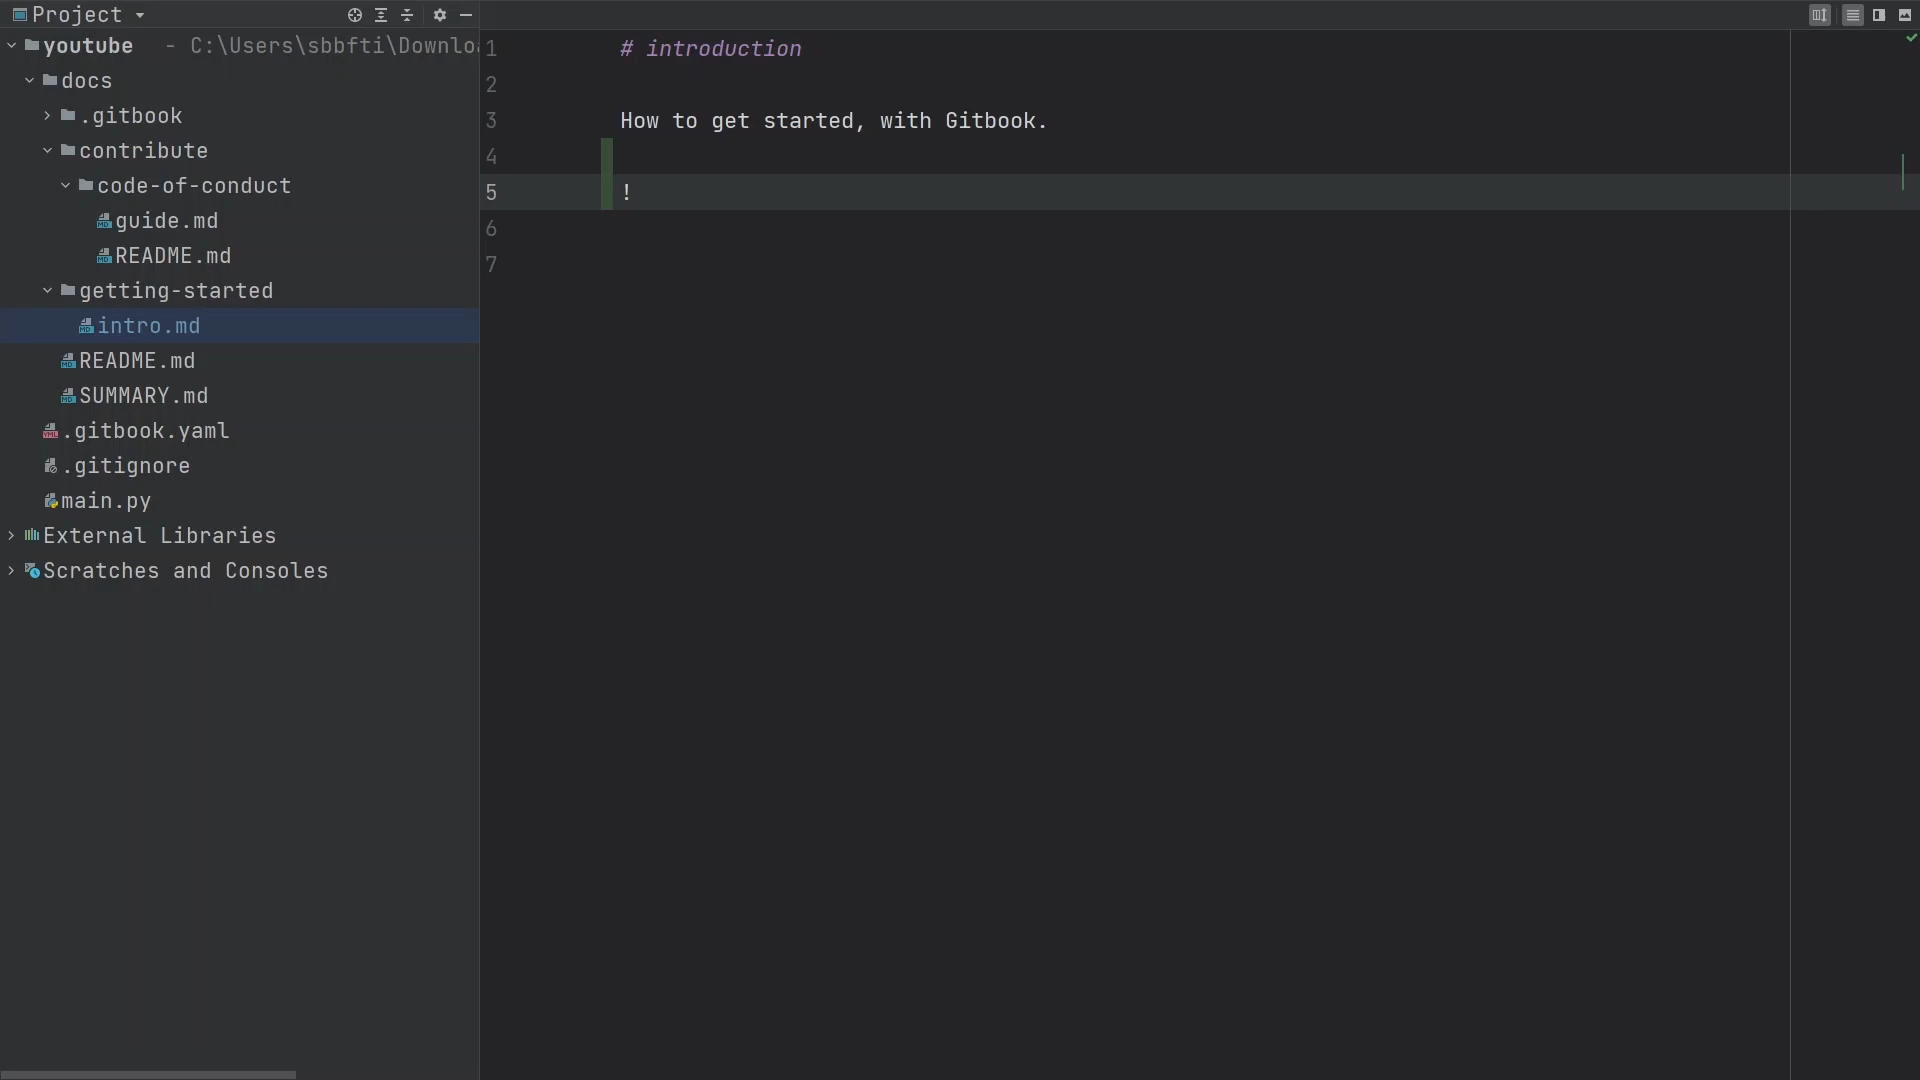 Project
youtube - C:\Users\sbbfti\Downlo
docs
.gitbook
contribute
code-of-conduct
guide.md
README.md
getting-started
intro.md
README.md
SUMMARY.md
.gitbook.yaml
.gitignore
main.py
External Libraries
Scratches and Consoles
1 # introduction
2
3 How to get started, with Gitbook.
4
5 !
6
7